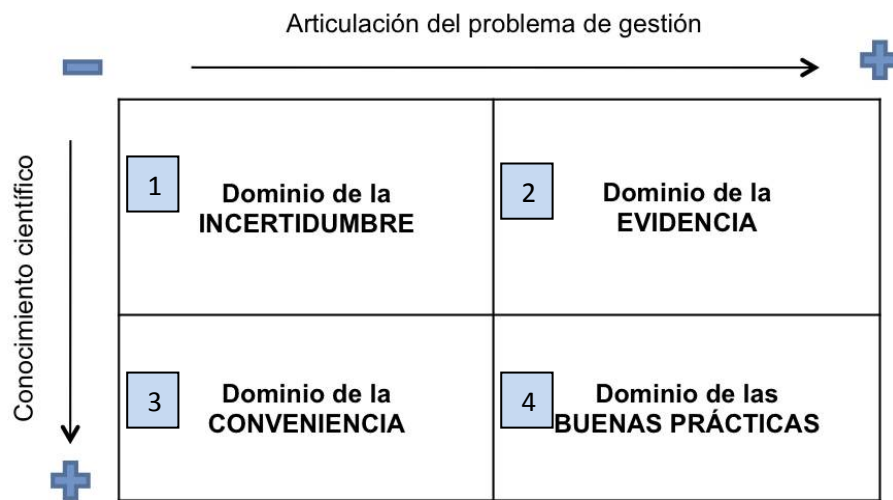 Articulación del problema de gestión
Conocimiento científico
1
Dominio de la
INCERTIDUMBRE
2
Dominio de la
EVIDENCIA
3
Dominio de la
CONVENIENCIA
4
Dominio de las
BUENAS PRÁCTICAS